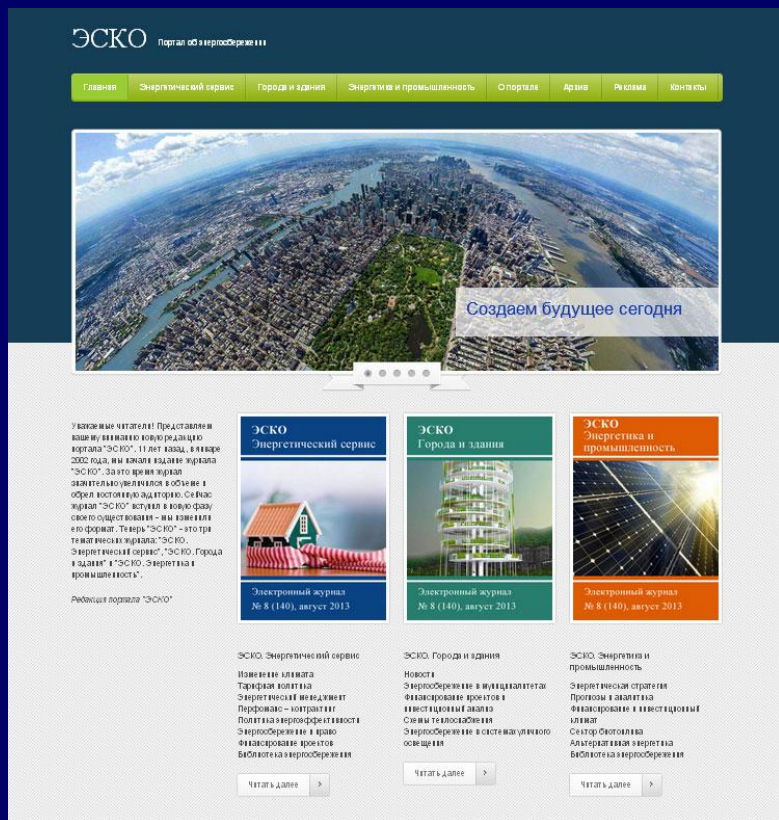 ЭСКО Портал об энергосбережении
Главная Энергетический сервис Города и здания Энергетика и промышленность О портале Архив Реклама Контакты
Создаем будущее сегодня
Уважаемые читатели! Представляем
вашему вниманию новую редакцию
портала "ЭСКО". 11 лет назад, в январе
2002 года, мы начали издание журнала
"ЭСКО". За это время журнал
значительно увеличился в объеме и
обрел постоянную аудиторию. Сейчас
журнал "ЭСКО" вступил в новую фазу
своего существования – мы изменили
его формат. Теперь "ЭСКО" – это три
тематических журнала: "ЭСКО.
Энергетический сервис", "ЭСКО. Города
и здания" и "ЭСКО. Энергетика и
промышленность".
Редакция портала "ЭСКО"
ЭСКО
Энергетический сервис
Электронный журнал
№ 8 (140), август 2013
ЭСКО
Города и здания
Электронный журнал
№ 8 (140), август 2013
ЭСКО
Энергетика и
промышленность
Электронный журнал
№ 8 (140), август 2013
ЭСКО. Энергетический сервис
Изменение климата
Тарифная политика
Энергетический менеджмент
Перфоманс – контрактинг
Политика энергоэффективности
Энергосбережение и право
Финансирование проектов
Библиотека энергосбережения
Читать далее
ЭСКО. Города и здания
Новости
Энергосбережение в муниципалитетах
Финансирование проектов и
инвестиционный анализ
Схемы теплоснабжения
Энергосбережение в системах уличного
освещения
Читать далее
ЭСКО. Энергетика и
промышленность
Энергетическая стратегия
Прогнозы и аналитика
Финансирование и инвестиционный
климат
Сектор биотоплива
Альтернативная энергетика
Библиотека энергосбережения
Читать далее